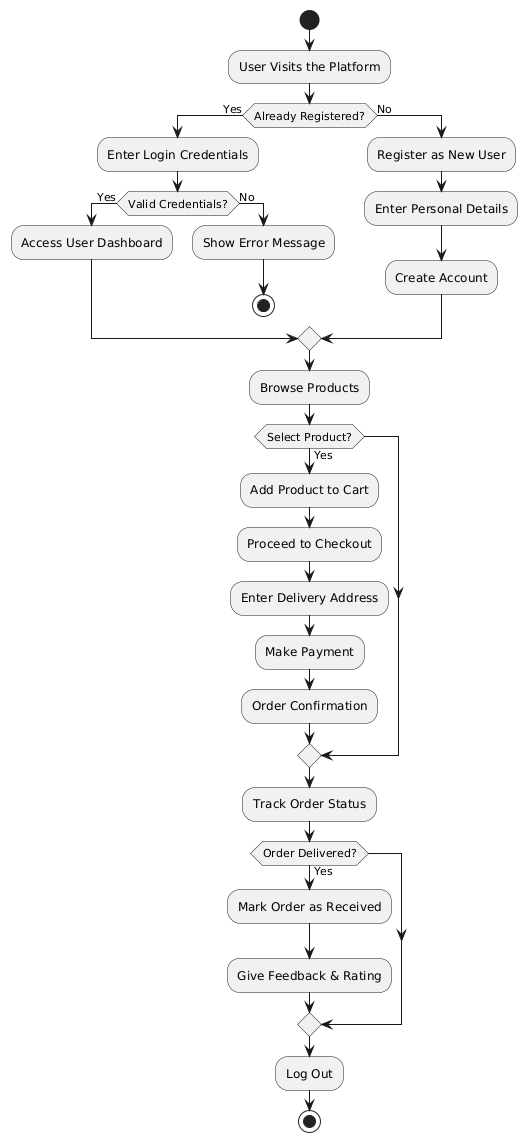 User Visits the Platform
Yes
Already Registered?
No
Enter Login Credentials
Register as New User
Yes
Valid Credentials?
No
Enter Personal Details
Access User Dashboard
Show Error Message
Create Account
Browse Products
Select Product?
Yes
Add Product to Cart
Proceed to Checkout
Enter Delivery Address
Make Payment
Order Confirmation
Track Order Status
Order Delivered?
Yes
Mark Order as Received
Give Feedback & Rating
Log Out